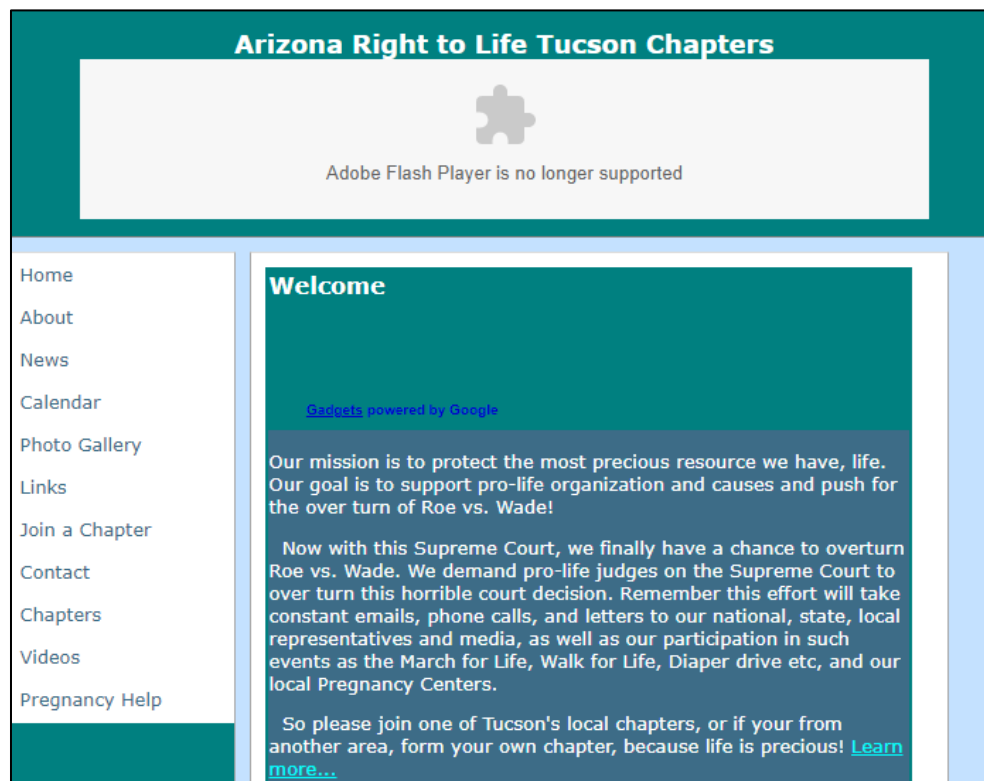 Arizona Right to Life Tucson Chapters
Adobe Flash Player is no longer supported
Home
About
News
Calendar
Photo Gallery
Links
Join a Chapter
Contact
Chapters
Videos
Pregnancy Help
Welcome
Gadgets powered by Google
Our mission is to protect the most precious resource we have, life.
Our goal is to support pro-life organization and causes and push for
the over turn of Roe vs. Wade!
Now with this Supreme Court, we finally have a chance to overturn
Roe vs. Wade. We demand pro-life judges on the Supreme Court to
over turn this horrible court decision. Remember this effort will take
constant emails, phone calls, and letters to our national, state, local
representatives and media, as well as our participation in such
events as the March for Life, Walk for Life, Diaper drive etc, and our
local Pregnancy Centers.
So please join one of Tucson's local chapters, or if your from
another area, form your own chapter, because life is precious! Learn
more...